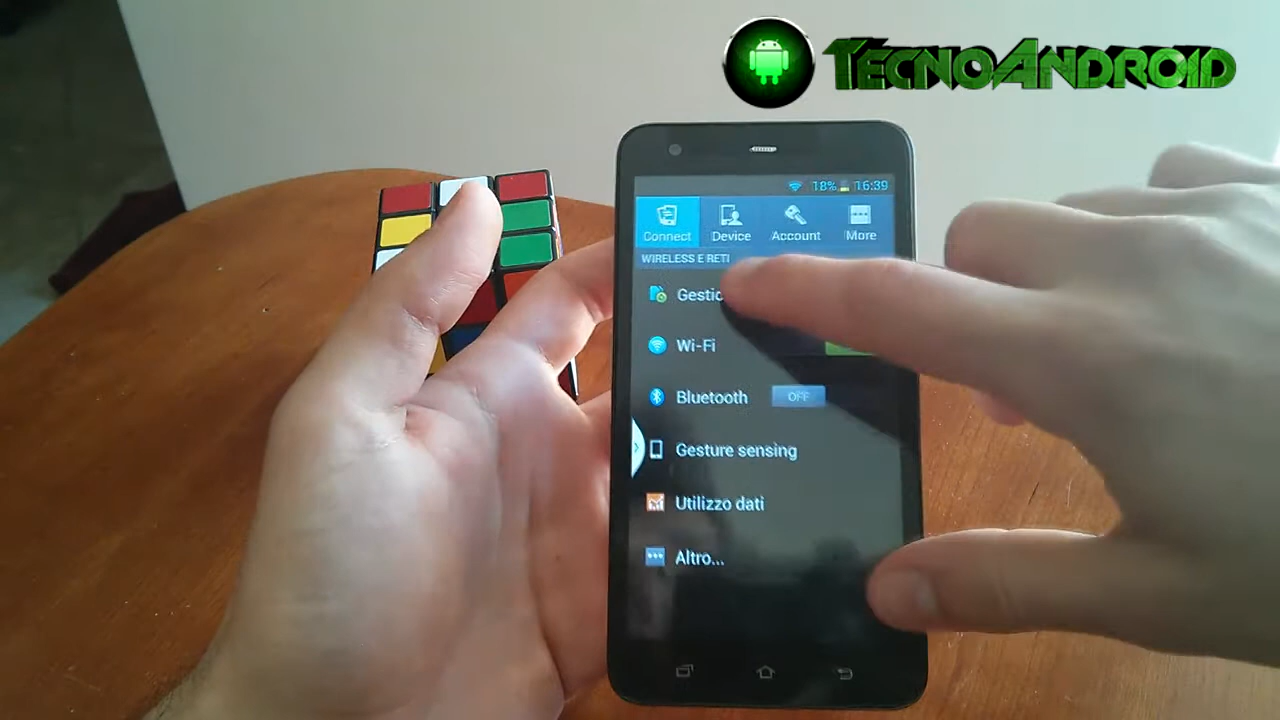 TECNOANDROID
18% 16:39
Connect Device Account More
WIRELESS E RETI
Wi-Fi
Bluetooth OFF
Gesture sensing
Utilizzo dati
Altro...